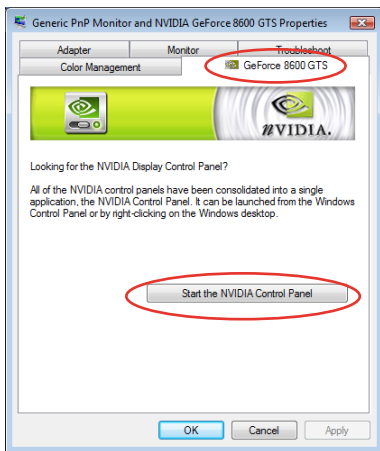 Generic PnP Monitor and NVIDIA GeForce 8600 GTS Properties
Adapter Monitor Troubleshoot
Color Management GeForce 8600 GTS
NVIDIA.
Looking for the NVIDIA Display Control Panel?
All of the NVIDIA control panels have been consolidated into a single
application, the NVIDIA Control Panel. It can be launched from the Windows
Control Panel or by right-clicking on the Windows desktop.
Start the NVIDIA Control Panel
OK Cancel Apply